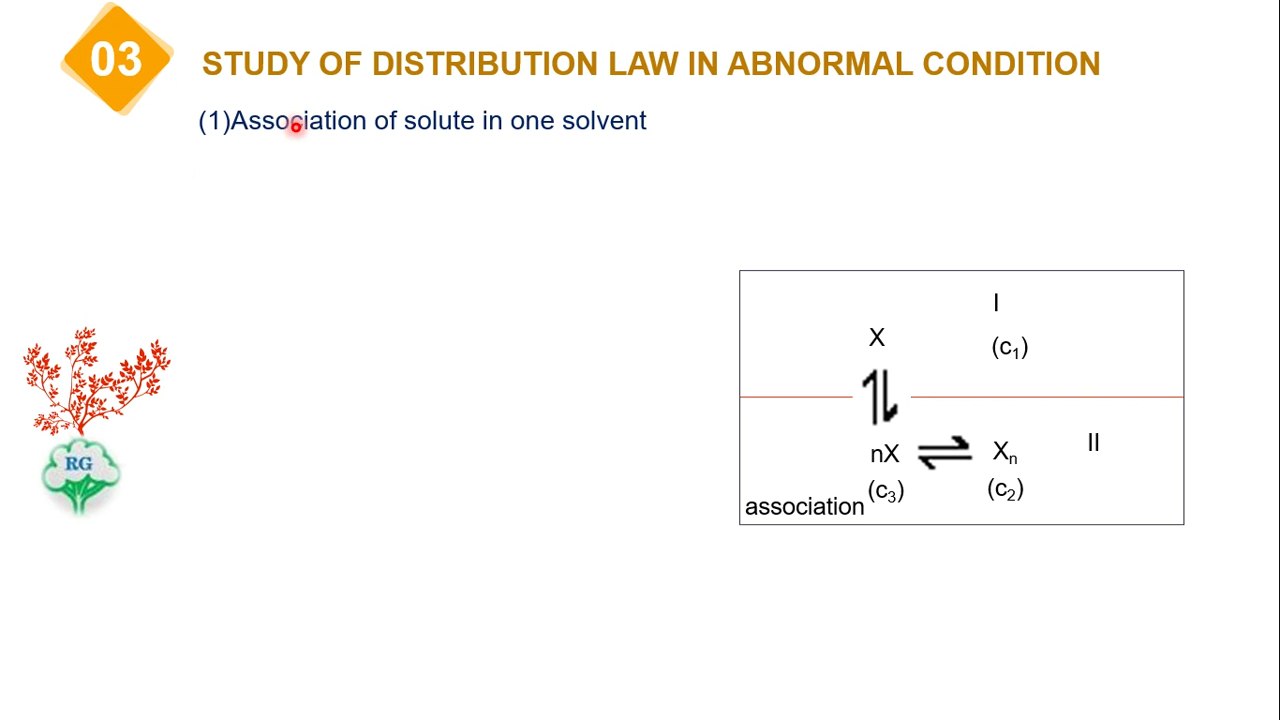 03
STUDY OF DISTRIBUTION LAW IN ABNORMAL CONDITION
(1)Association of solute in one solvent
I
X
(c₁)
nX ⇌ Xₙ
II
(c₃)
(c₂)
association
RG